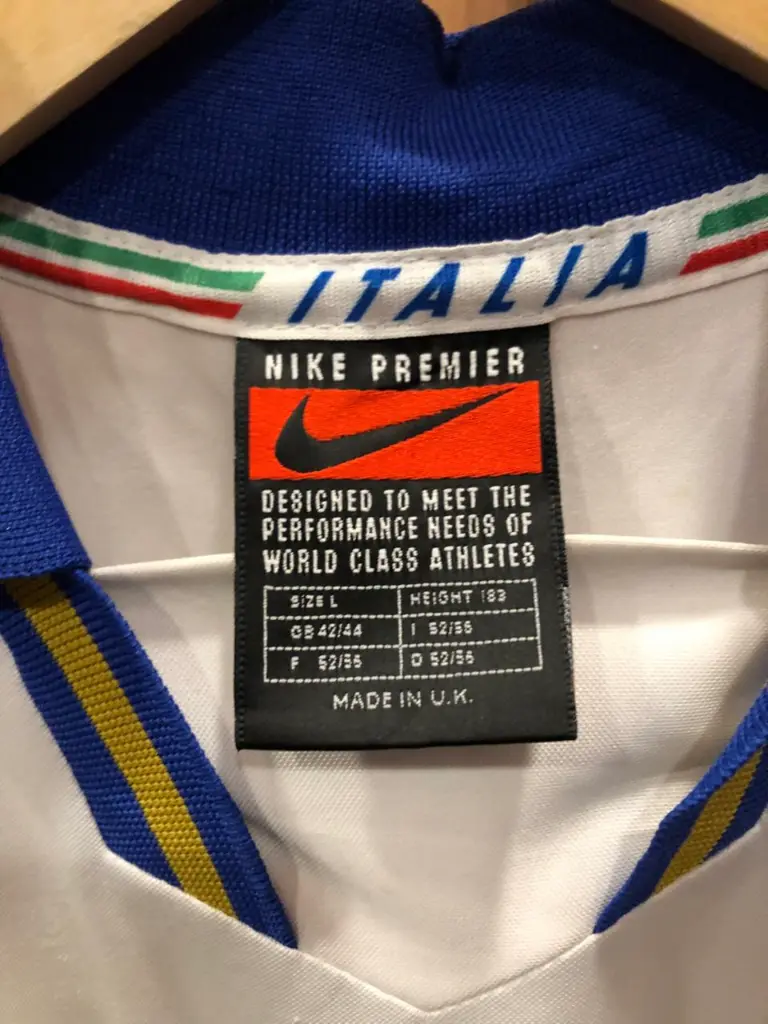 ITALIA
NIKE PREMIER
DESIGNED TO MEET THE
PERFORMANCE NEEDS OF
WORLD CLASS ATHLETES
SIZE L HEIGHT 183
GB 42/44 I 52/56
F 52/56 D 52/56
MADE IN U.K.